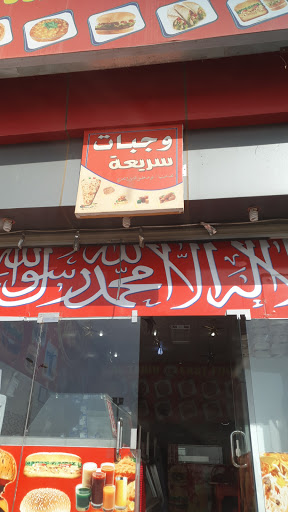 وجبات
سريعة
لا إله إلا الله محمد رسول الله